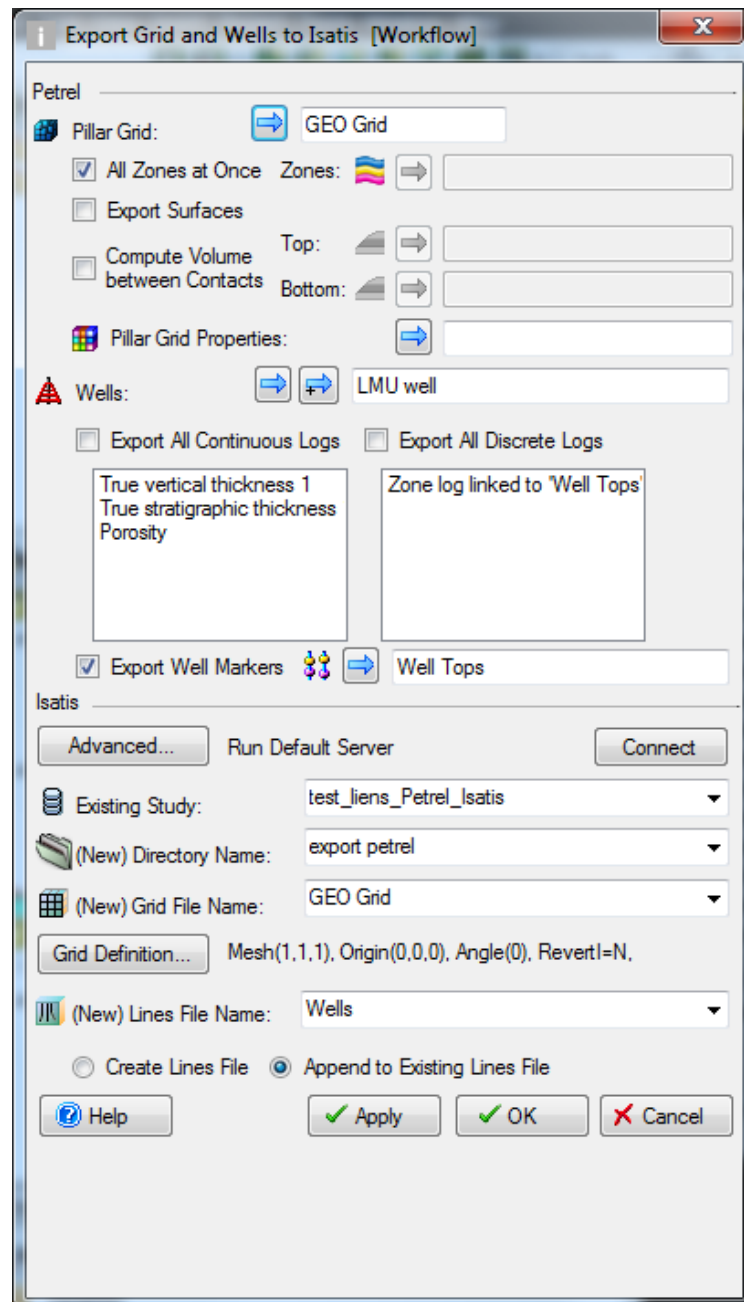 Export Grid and Wells to Isatis [Workflow]
Petrel
Pillar Grid: GEO Grid
All Zones at Once Zones:
Export Surfaces
Compute Volume between Contacts
Top:
Bottom:
Pillar Grid Properties:
Wells: LMU well
Export All Continuous Logs Export All Discrete Logs
True vertical thickness 1
True stratigraphic thickness
Porosity
Zone log linked to 'Well Tops'
Export Well Markers Well Tops
Isatis
Advanced... Run Default Server Connect
Existing Study: test_liens_Petrel_Isatis
(New) Directory Name: export petrel
(New) Grid File Name: GEO Grid
Grid Definition... Mesh(1,1,1), Origin(0,0,0), Angle(0), RevertI=N,
(New) Lines File Name: Wells
Create Lines File Append to Existing Lines File
Help Apply OK Cancel